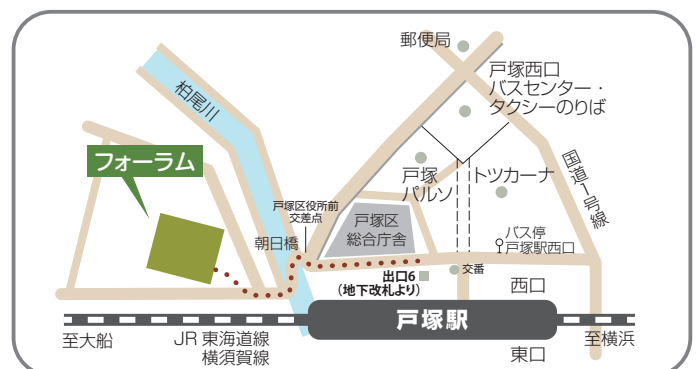 郵便局
戸塚西口
バスセンター・
タクシーのりば
柏尾川
国道1号線
フォーラム
戸塚
パルソ
トツカーナ
戸塚区役所前
交差点
朝日橋
戸塚区
総合庁舎
バス停
戸塚駅西口
出口6
(地下改札より)
交番
西口
戸塚駅
至大船
JR 東海道線
横須賀線
至横浜
東口